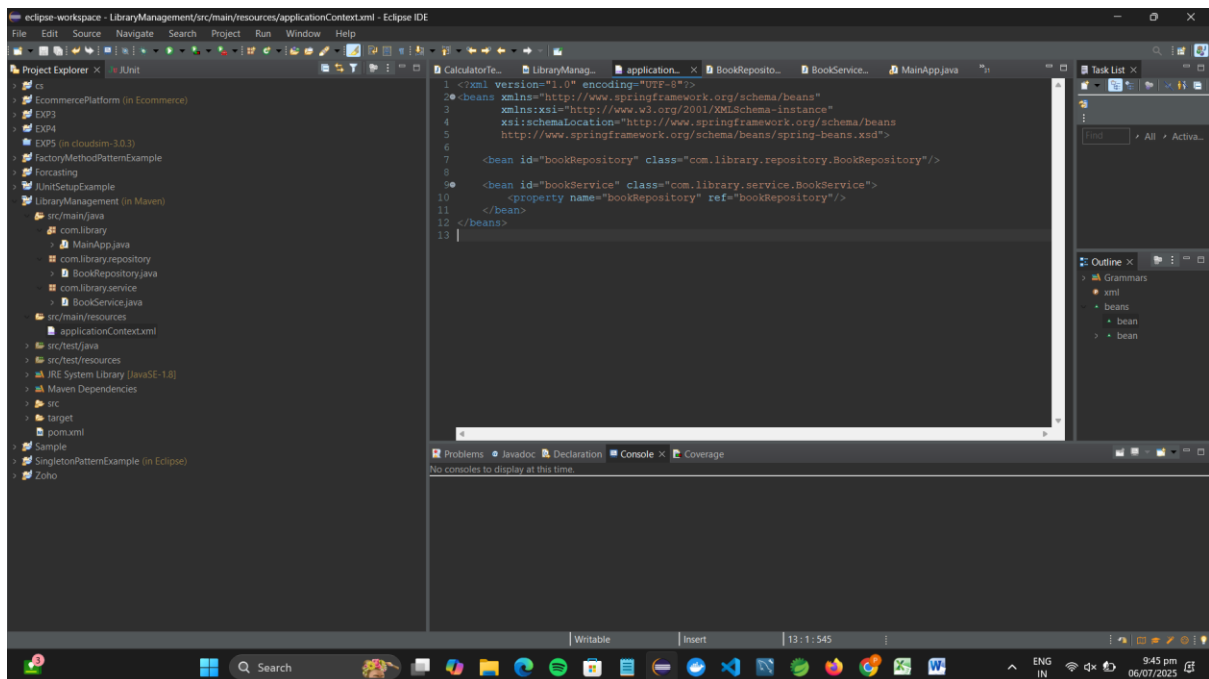 eclipse-workspace - LibraryManagement/src/main/resources/applicationContext.xml - Eclipse IDE
File Edit Source Navigate Search Project Run Window Help
Project Explorer
JUnit
cs
EcommercePlatform (in Ecommerce)
EXP3
EXP4
EXP5 (in cloudsim-3.0.3)
FactoryMethodPatternExample
Forcasting
JUnitSetupExample
LibraryManagement (in Maven)
src/main/java
com.library
MainApp.java
com.library.repository
BookRepository.java
com.library.service
BookService.java
src/main/resources
applicationContext.xml
src/test/java
src/test/resources
JRE System Library [JavaSE-1.8]
Maven Dependencies
src
target
pom.xml
Sample
SingletonPatternExample (in Eclipse)
Zoho
CalculatorTe... LibraryManag... application... BookReposito... BookService... MainApp.java
1 <?xml version="1.0" encoding="UTF-8"?>
2 <beans xmlns="http://www.springframework.org/schema/beans"
3 xmlns:xsi="http://www.w3.org/2001/XMLSchema-instance"
4 xsi:schemaLocation="http://www.springframework.org/schema/beans
5 http://www.springframework.org/schema/beans/spring-beans.xsd">
6
7 <bean id="bookRepository" class="com.library.repository.BookRepository"/>
8
9 <bean id="bookService" class="com.library.service.BookService">
10 <property name="bookRepository" ref="bookRepository"/>
11 </bean>
12 </beans>
13
Task List
Find All Activa...
Outline
Grammars
xml
beans
bean
bean
Problems Javadoc Declaration Console Coverage
No consoles to display at this time.
Writable Insert 13 : 1 : 545
3
Search
ENG
IN
9:45 pm
06/07/2025